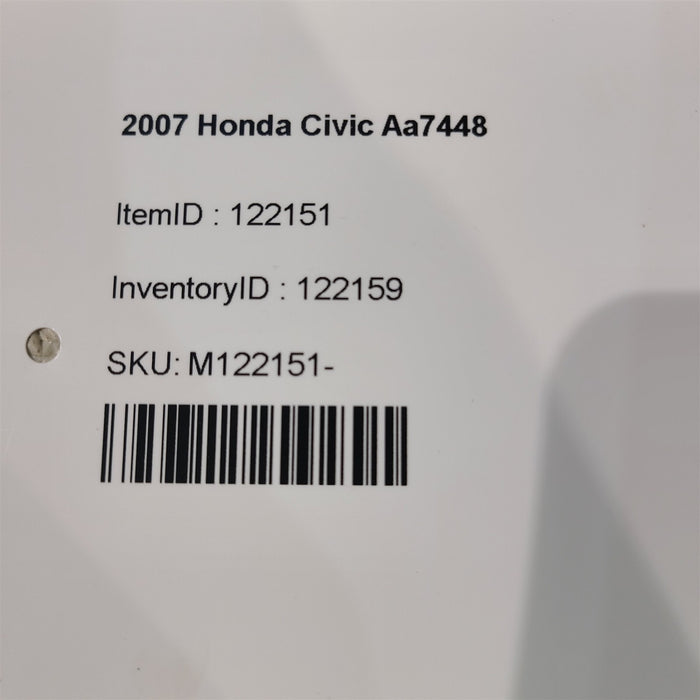 2007 Honda Civic Aa7448
ItemID : 122151
InventoryID : 122159
SKU: M122151-